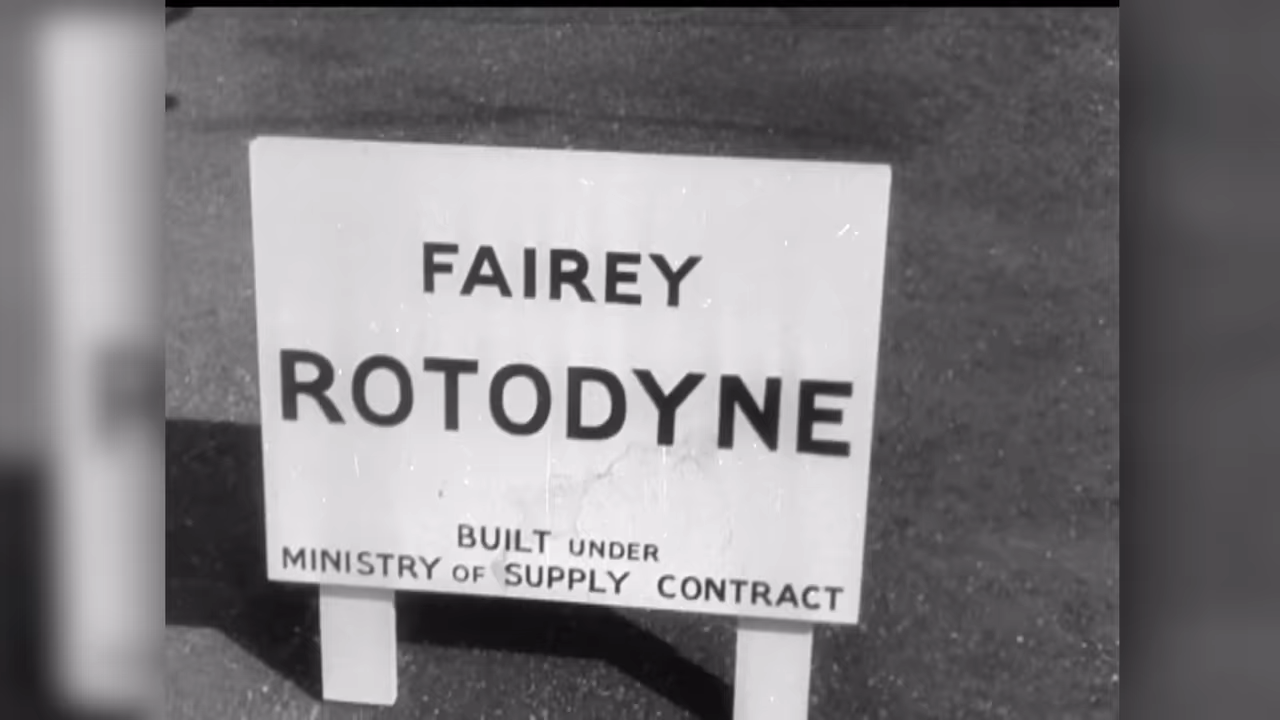 FAIREY
ROTODYNE
BUILT UNDER
MINISTRY OF SUPPLY CONTRACT